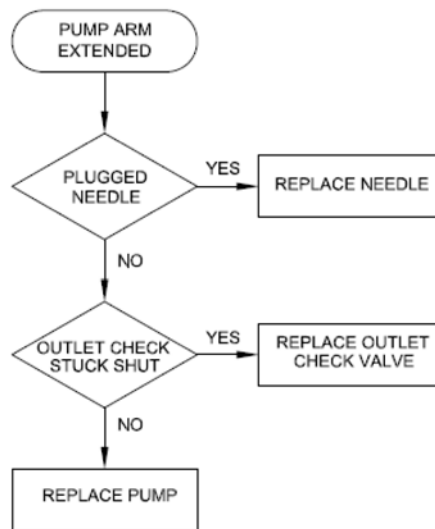 PUMP ARM
EXTENDED
PLUGGED
NEEDLE
YES
REPLACE NEEDLE
NO
OUTLET CHECK
STUCK SHUT
YES
REPLACE OUTLET
CHECK VALVE
NO
REPLACE PUMP